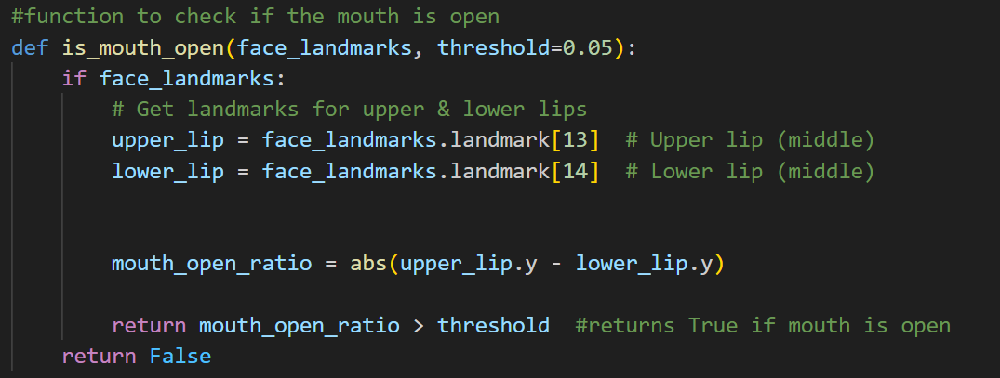 #function to check if the mouth is open
def is_mouth_open(face_landmarks, threshold=0.05):
    if face_landmarks:
        # Get landmarks for upper & lower lips
        upper_lip = face_landmarks.landmark[13]  # Upper lip (middle)
        lower_lip = face_landmarks.landmark[14]  # Lower lip (middle)
        mouth_open_ratio = abs(upper_lip.y - lower_lip.y)
        return mouth_open_ratio > threshold  #returns True if mouth is open
    return False